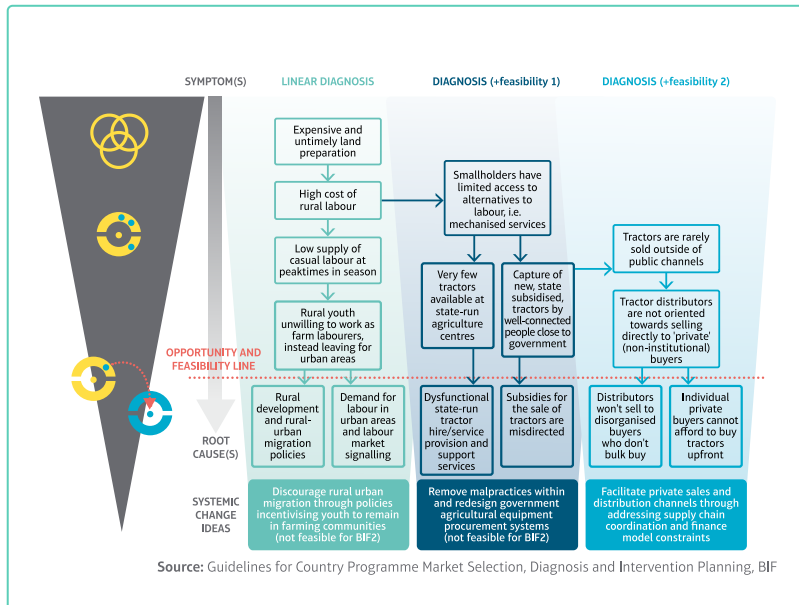 SYMPTOM(S)
LINEAR DIAGNOSIS
DIAGNOSIS (+feasibility 1)
DIAGNOSIS (+feasibility 2)
Expensive and
untimely land
preparation
High cost of
rural labour
Low supply of
casual labour at
peaktimes in season
Rural youth
unwilling to work as
farm labourers,
instead leaving for
urban areas
Smallholders have
limited access to
alternatives to
labour, i.e.
mechanised services
Very few
tractors
available at
state-run
agriculture
centres
Capture of
new, state
subsidised,
tractors by
well-connected
people close to
government
Tractors are rarely
sold outside of
public channels
Tractor distributors
are not oriented
towards selling
directly to 'private'
(non-institutional)
buyers
OPPORTUNITY AND
FEASIBILITY LINE
ROOT
CAUSE(S)
Rural
development
and rural-
urban
migration
policies
Demand for
labour in
urban areas
and labour
market
signalling
Dysfunctional
state-run
tractor
hire/service
provision and
support
services
Subsidies for
the sale of
tractors are
misdirected
Distributors
won't sell to
disorganised
buyers
who don't
bulk buy
Individual
private
buyers cannot
afford to buy
tractors
upfront
SYSTEMIC
CHANGE
IDEAS
Discourage rural urban
migration through policies
incentivising youth to remain
in farming communities
(not feasible for BIF2)
Remove malpractices within
and redesign government
agricultural equipment
procurement systems
(not feasible for BIF2)
Facilitate private sales and
distribution channels through
addressing supply chain
coordination and finance
model constraints
Source: Guidelines for Country Programme Market Selection, Diagnosis and Intervention Planning, BIF